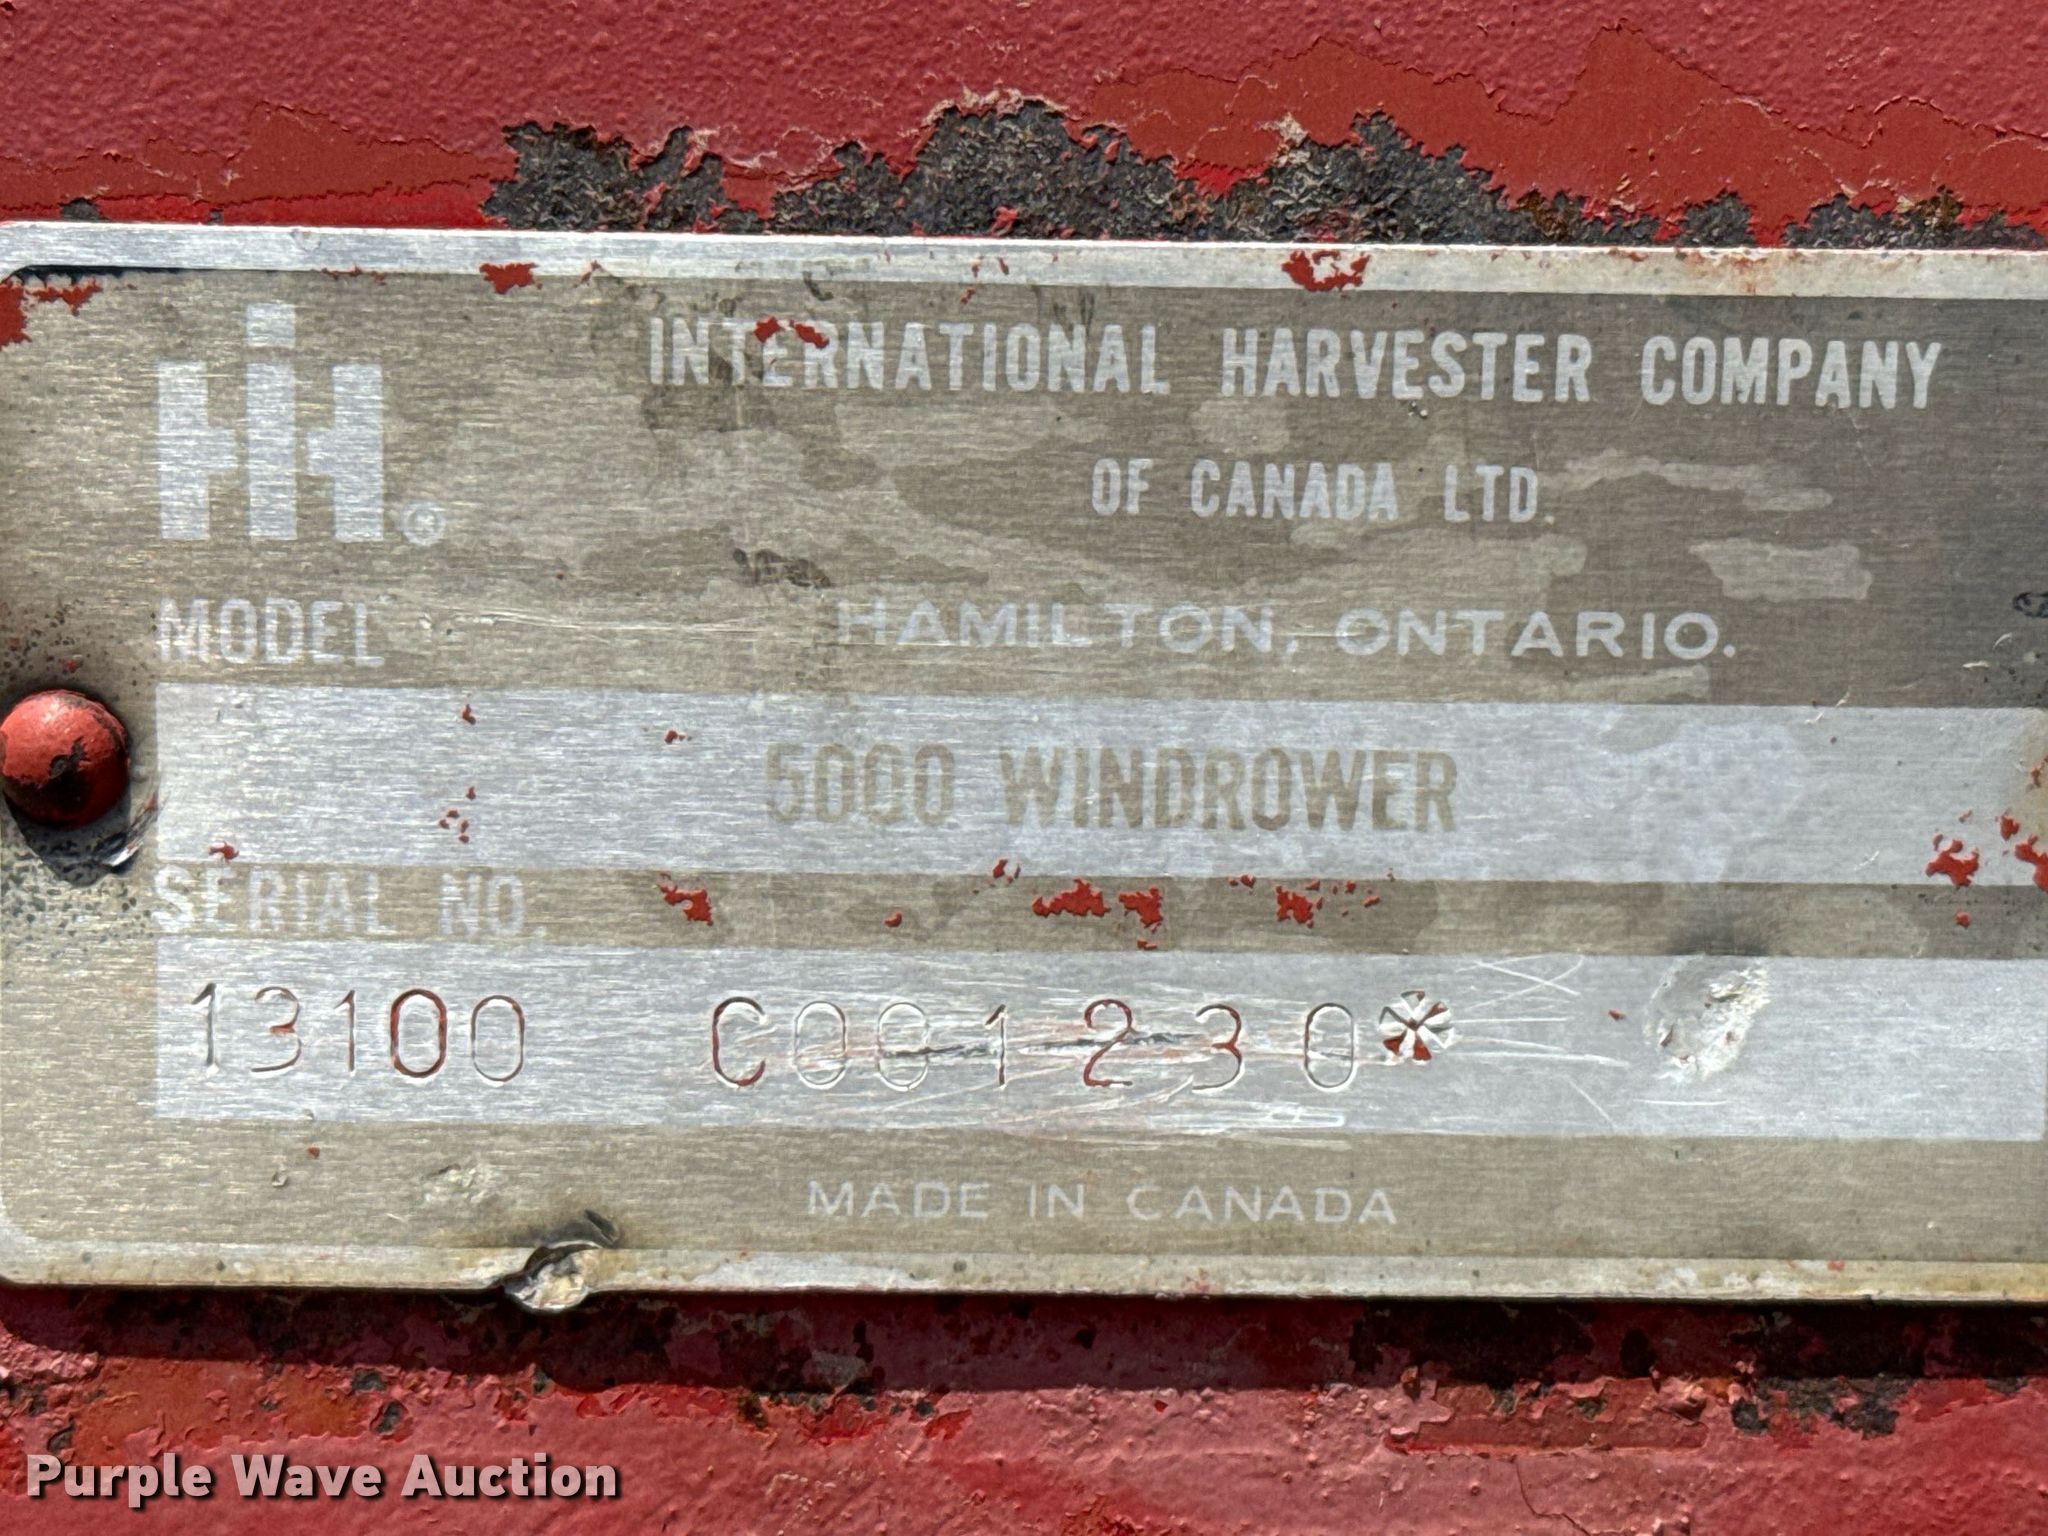 IH®
INTERNATIONAL HARVESTER COMPANY
OF CANADA LTD.
MODEL
HAMILTON, ONTARIO.
5000 WINDROWER
SERIAL NO.
13100 C001230*
MADE IN CANADA
Purple Wave Auction